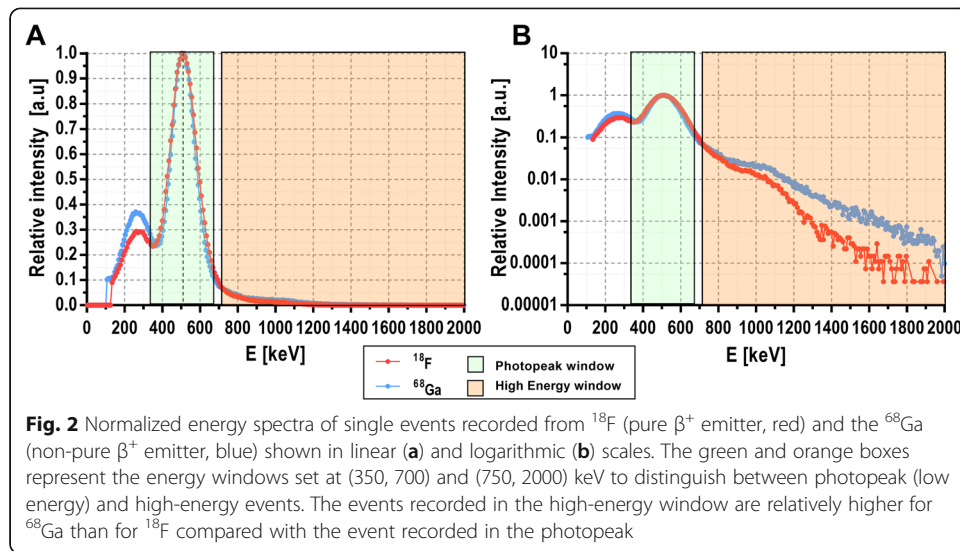 A
B
Relative intensity [a.u]
1.0
0.9
0.8
0.7
0.6
0.5
0.4
0.3
0.2
0.1
0.0
0 200 400 600 800 1000 1200 1400 1600 1800 2000
E [keV]
Relative Intensity [a.u.]
10
1
0.1
0.01
0.001
0.0001
0.00001
0 200 400 600 800 1000 1200 1400 1600 1800 2000
E [keV]
¹⁸F Photopeak window
⁶⁸Ga High Energy window
Fig. 2 Normalized energy spectra of single events recorded from ¹⁸F (pure β⁺ emitter, red) and the ⁶⁸Ga
(non-pure β⁺ emitter, blue) shown in linear (a) and logarithmic (b) scales. The green and orange boxes
represent the energy windows set at (350, 700) and (750, 2000) keV to distinguish between photopeak (low
energy) and high-energy events. The events recorded in the high-energy window are relatively higher for
⁶⁸Ga than for ¹⁸F compared with the event recorded in the photopeak